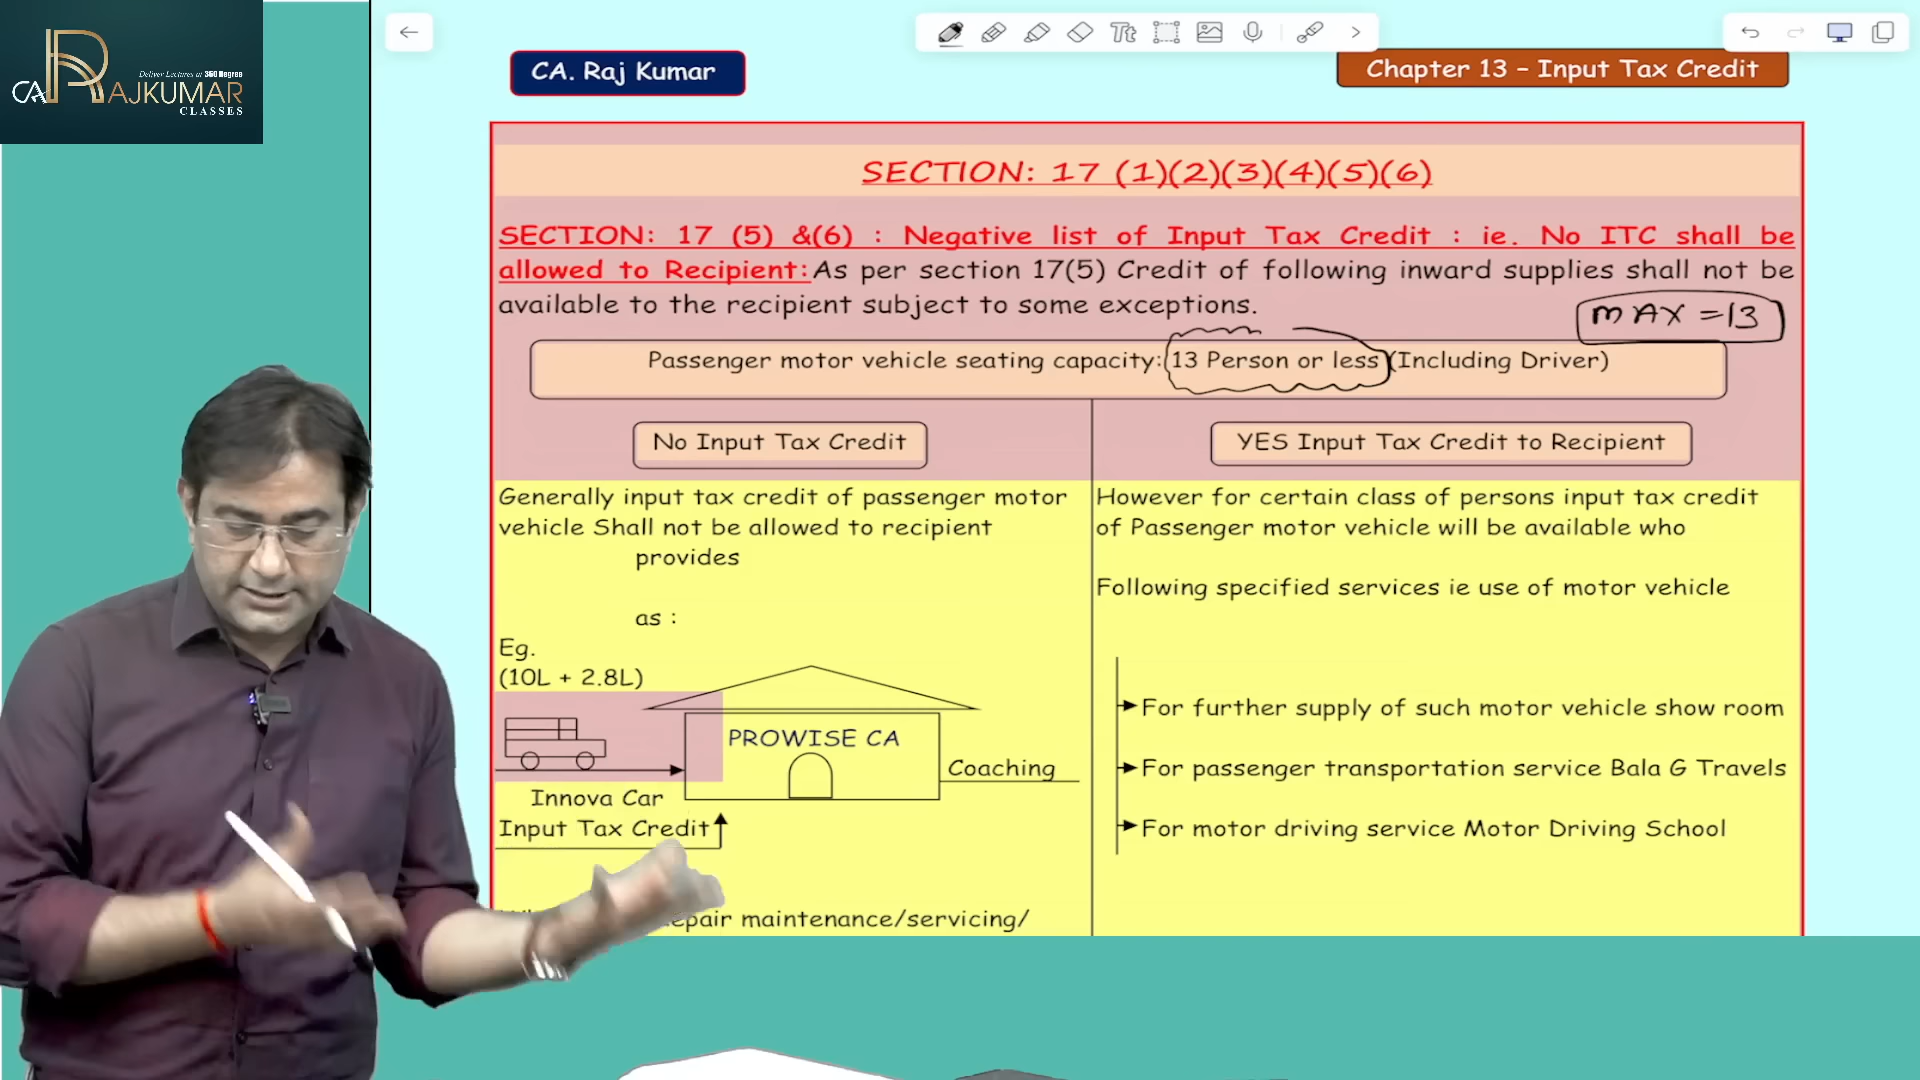 Deliver Lectures at 360 Degree
CA RAJKUMAR
CLASSES
CA. Raj Kumar
Tt
Chapter 13 – Input Tax Credit
SECTION: 17 (1)(2)(3)(4)(5)(6)
SECTION: 17 (5) &(6) : Negative list of Input Tax Credit : ie. No ITC shall be
allowed to Recipient: As per section 17(5) Credit of following inward supplies shall not be
available to the recipient subject to some exceptions.
MAX =13
Passenger motor vehicle seating capacity: 13 Person or less (Including Driver)
No Input Tax Credit
Generally input tax credit of passenger motor
vehicle Shall not be allowed to recipient
provides
as :
Eg.
(10L + 2.8L)
PROWISE CA
Coaching
Innova Car
Input Tax Credit
repair maintenance/servicing/
YES Input Tax Credit to Recipient
However for certain class of persons input tax credit
of Passenger motor vehicle will be available who
Following specified services ie use of motor vehicle
For further supply of such motor vehicle show room
For passenger transportation service Bala G Travels
For motor driving service Motor Driving School